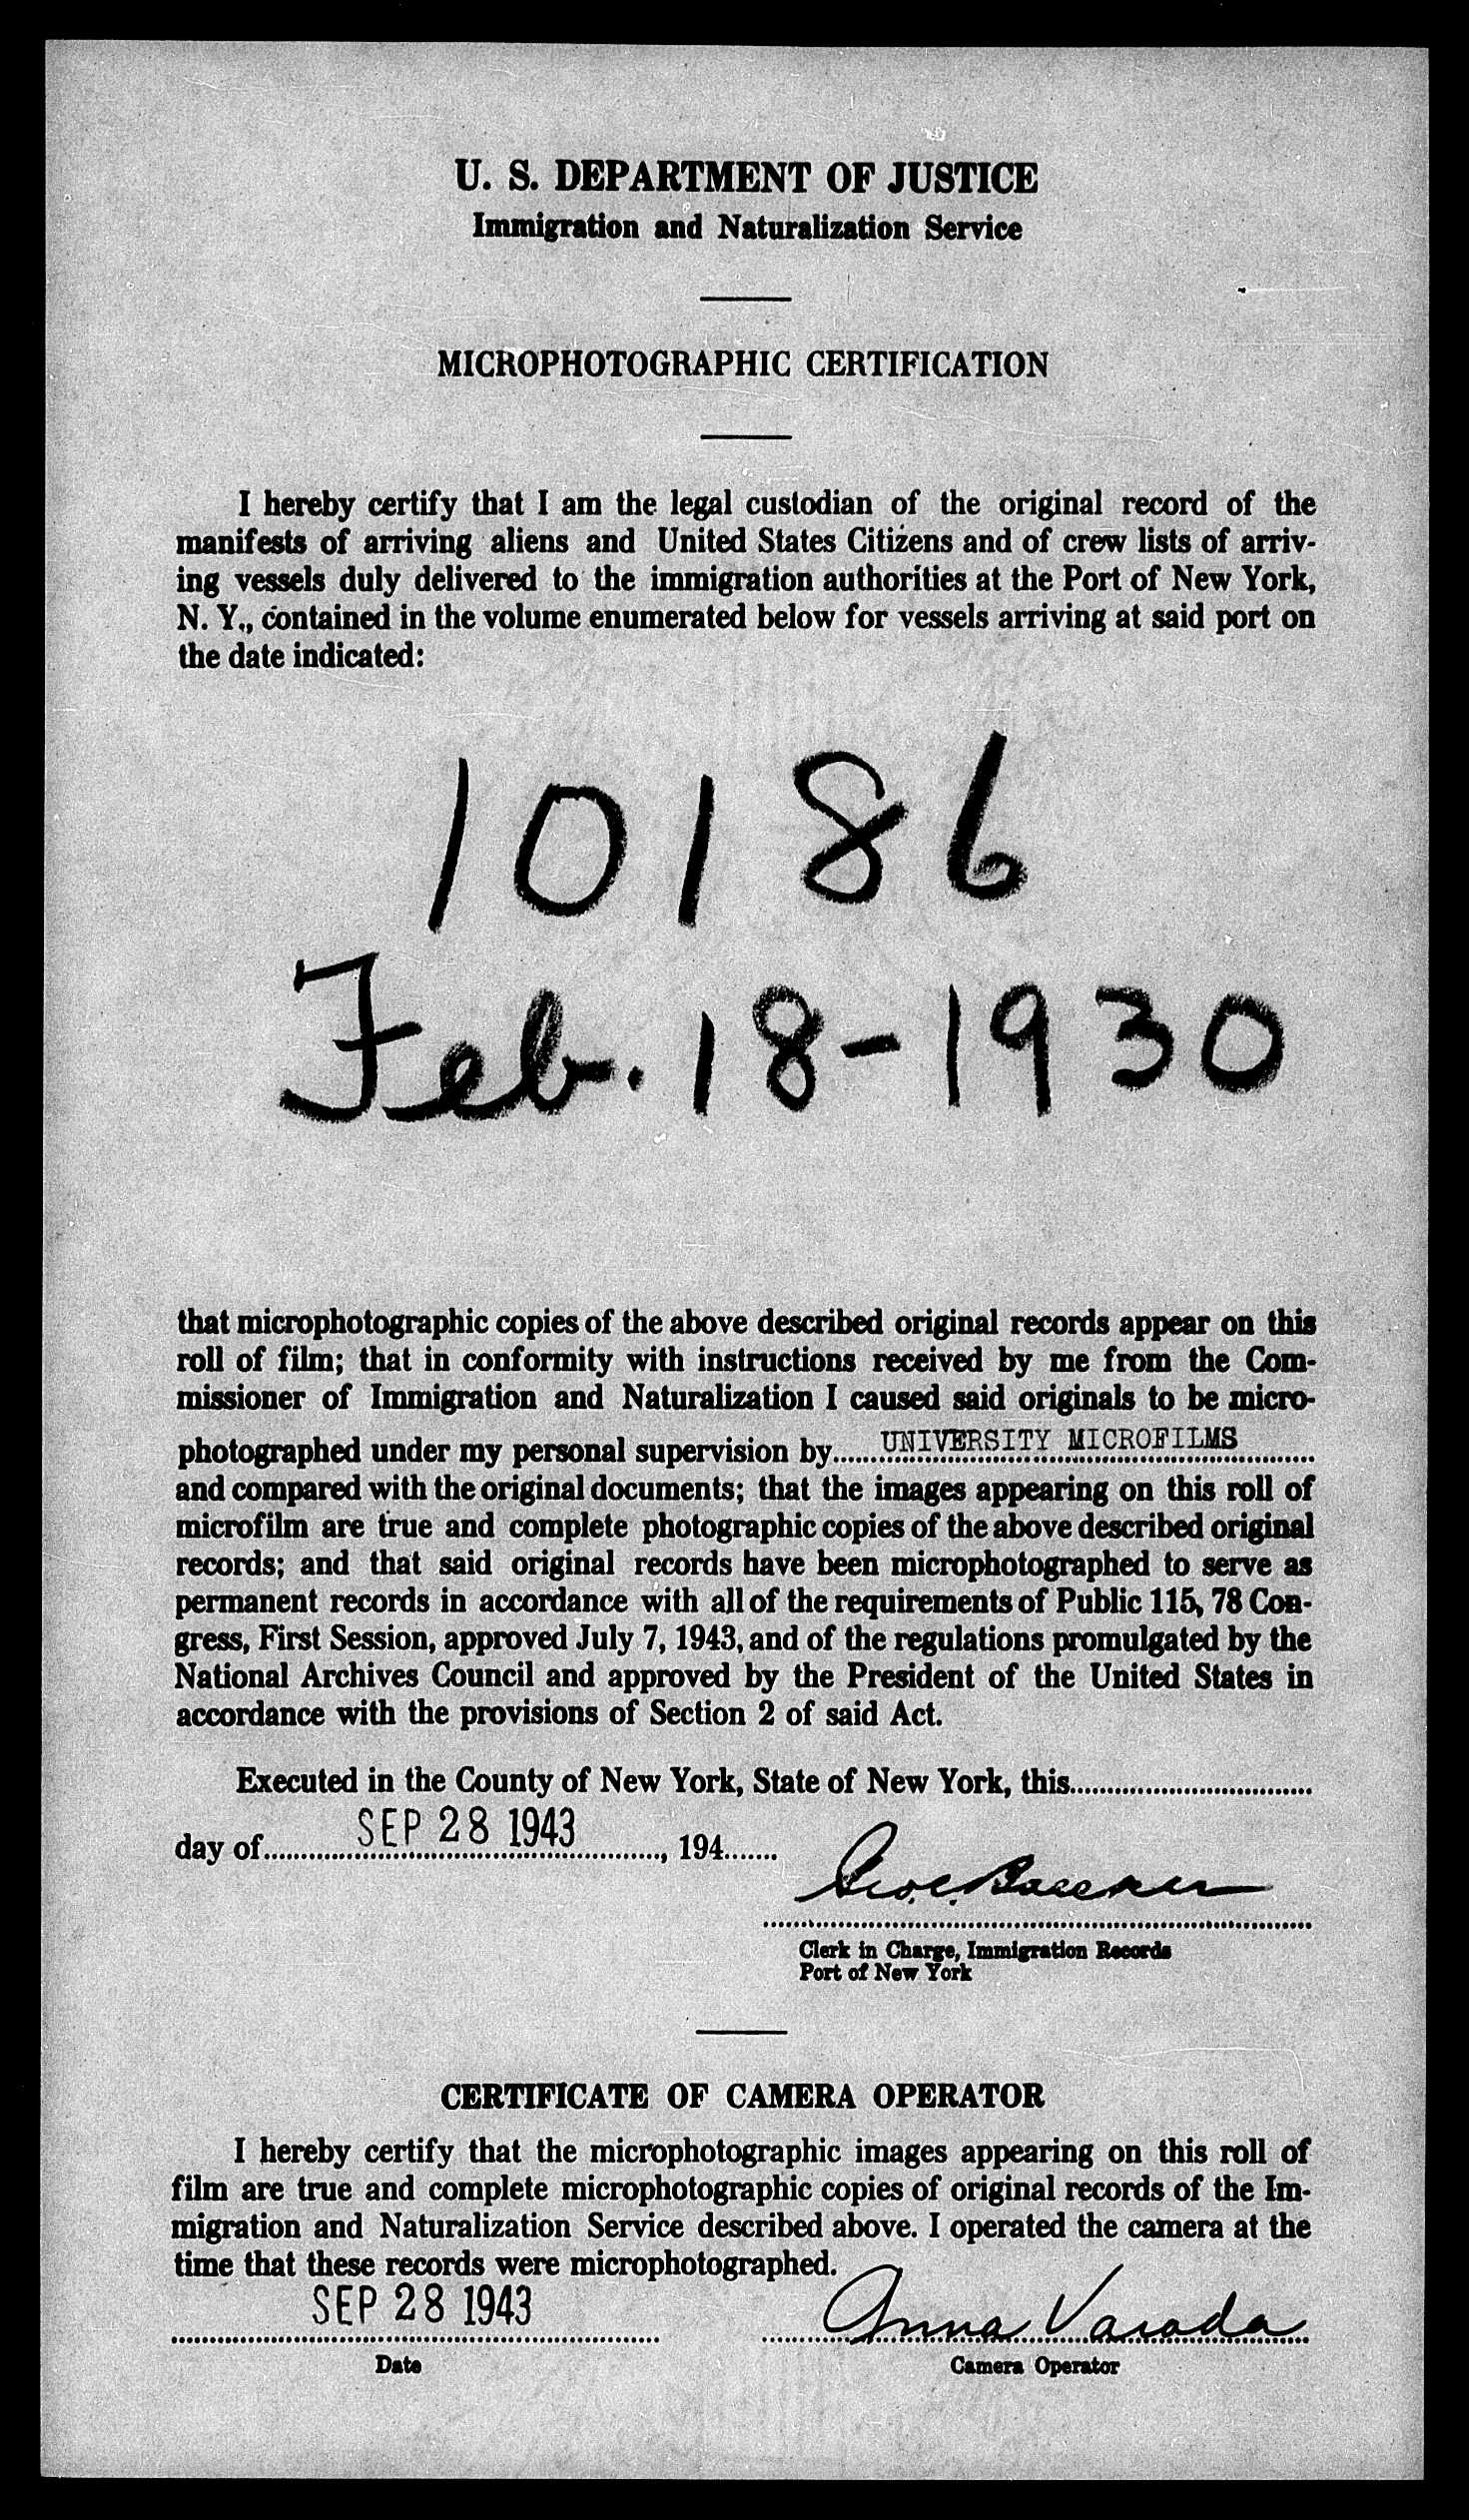 U. S. DEPARTMENT OF JUSTICE
Immigration and Naturalization Service
MICROPHOTOGRAPHIC CERTIFICATION
I hereby certify that I am the legal custodian of the original record of the
manifests of arriving aliens and United States Citizens and of crew lists of arriv-
ing vessels duly delivered to the immigration authorities at the Port of New York,
N. Y., contained in the volume enumerated below for vessels arriving at said port on
the date indicated:
10186
Feb. 18-1930
that microphotographic copies of the above described original records appear on this
roll of film; that in conformity with instructions received by me from the Com-
missioner of Immigration and Naturalization I caused said originals to be micro-
photographed under my personal supervision by UNIVERSITY MICROFILMS
and compared with the original documents; that the images appearing on this roll of
microfilm are true and complete photographic copies of the above described original
records; and that said original records have been microphotographed to serve as
permanent records in accordance with all of the requirements of Public 115, 78 Con-
gress, First Session, approved July 7, 1943, and of the regulations promulgated by the
National Archives Council and approved by the President of the United States in
accordance with the provisions of Section 2 of said Act.
Executed in the County of New York, State of New York, this
day of SEP 28 1943, 194
Clerk in Charge, Immigration Records
Port of New York
CERTIFICATE OF CAMERA OPERATOR
I hereby certify that the microphotographic images appearing on this roll of
film are true and complete microphotographic copies of original records of the Im-
migration and Naturalization Service described above. I operated the camera at the
time that these records were microphotographed.
SEP 28 1943 Anna Varada
Date Camera Operator